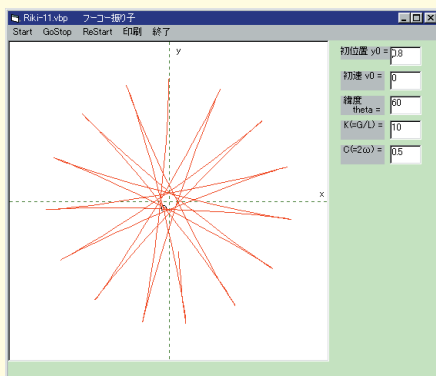 Riki-11.vbp フーコー振り子
Start GoStop ReStart 印刷 終了
y
x
初位置 y0 = 0.8
初速 v0 = 0
緯度
theta = 60
K(=G/L) = 10
C(=2ω) = 0.5